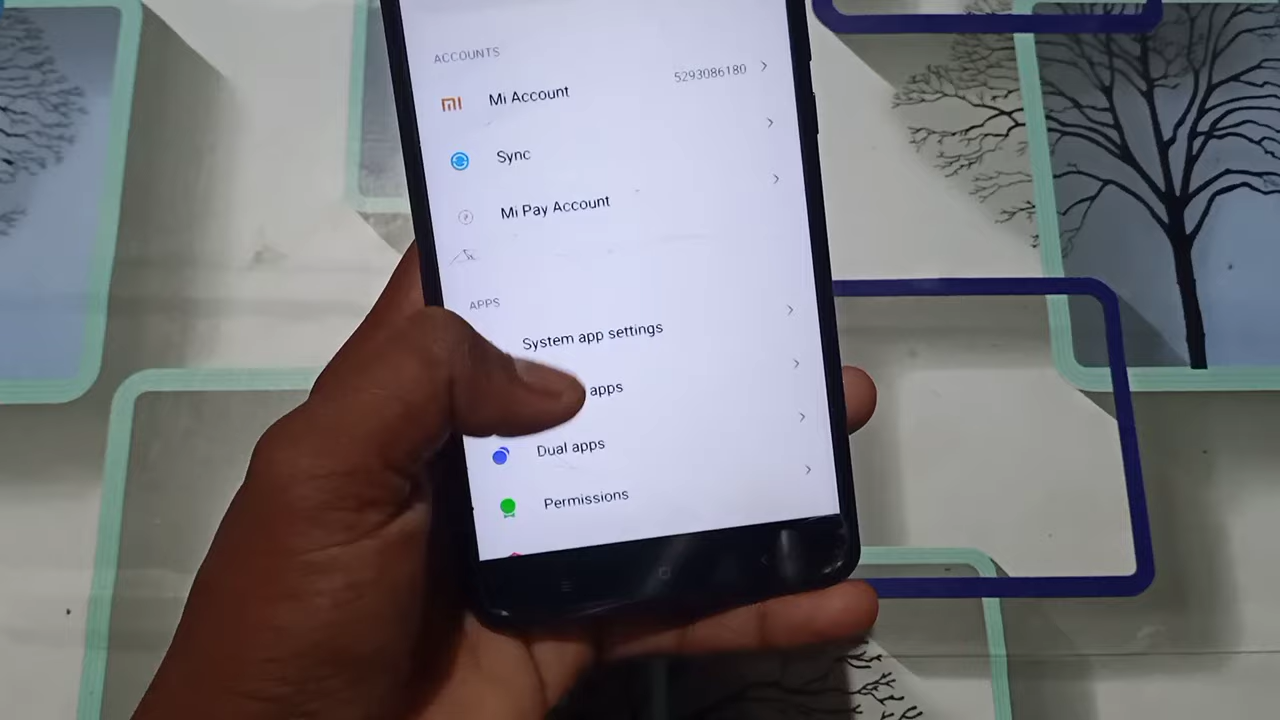 ACCOUNTS
mi Mi Account 5293086180
Sync
Mi Pay Account
APPS
System app settings
apps
Dual apps
Permissions